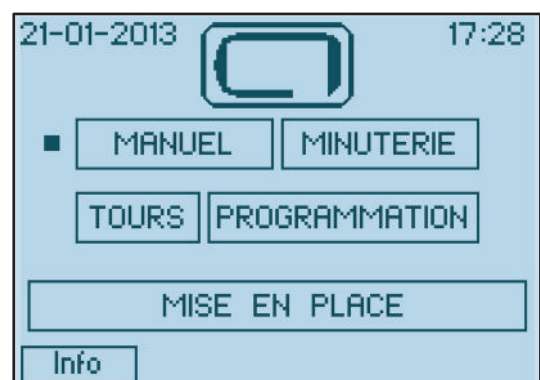 21-01-2013 17:28
MANUEL MINUTERIE
TOURS PROGRAMMATION
MISE EN PLACE
Info